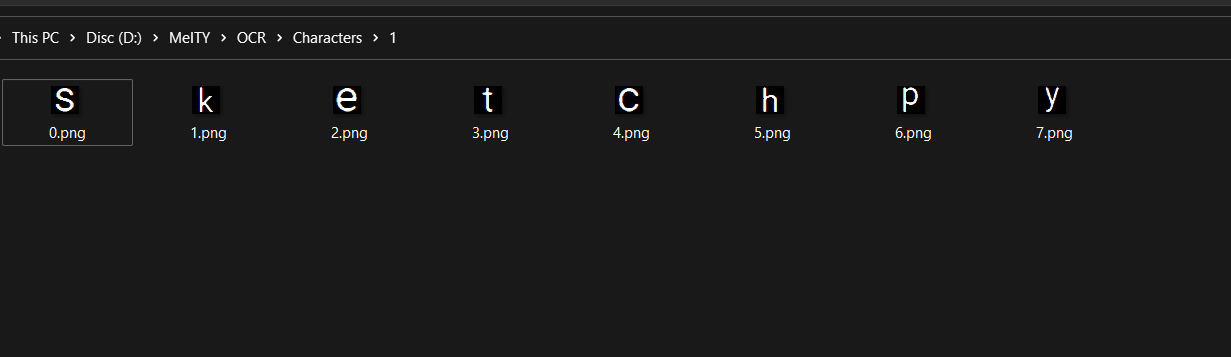 This PC > Disc (D:) > MeITY > OCR > Characters > 1
s k e t c h p y
0.png 1.png 2.png 3.png 4.png 5.png 6.png 7.png